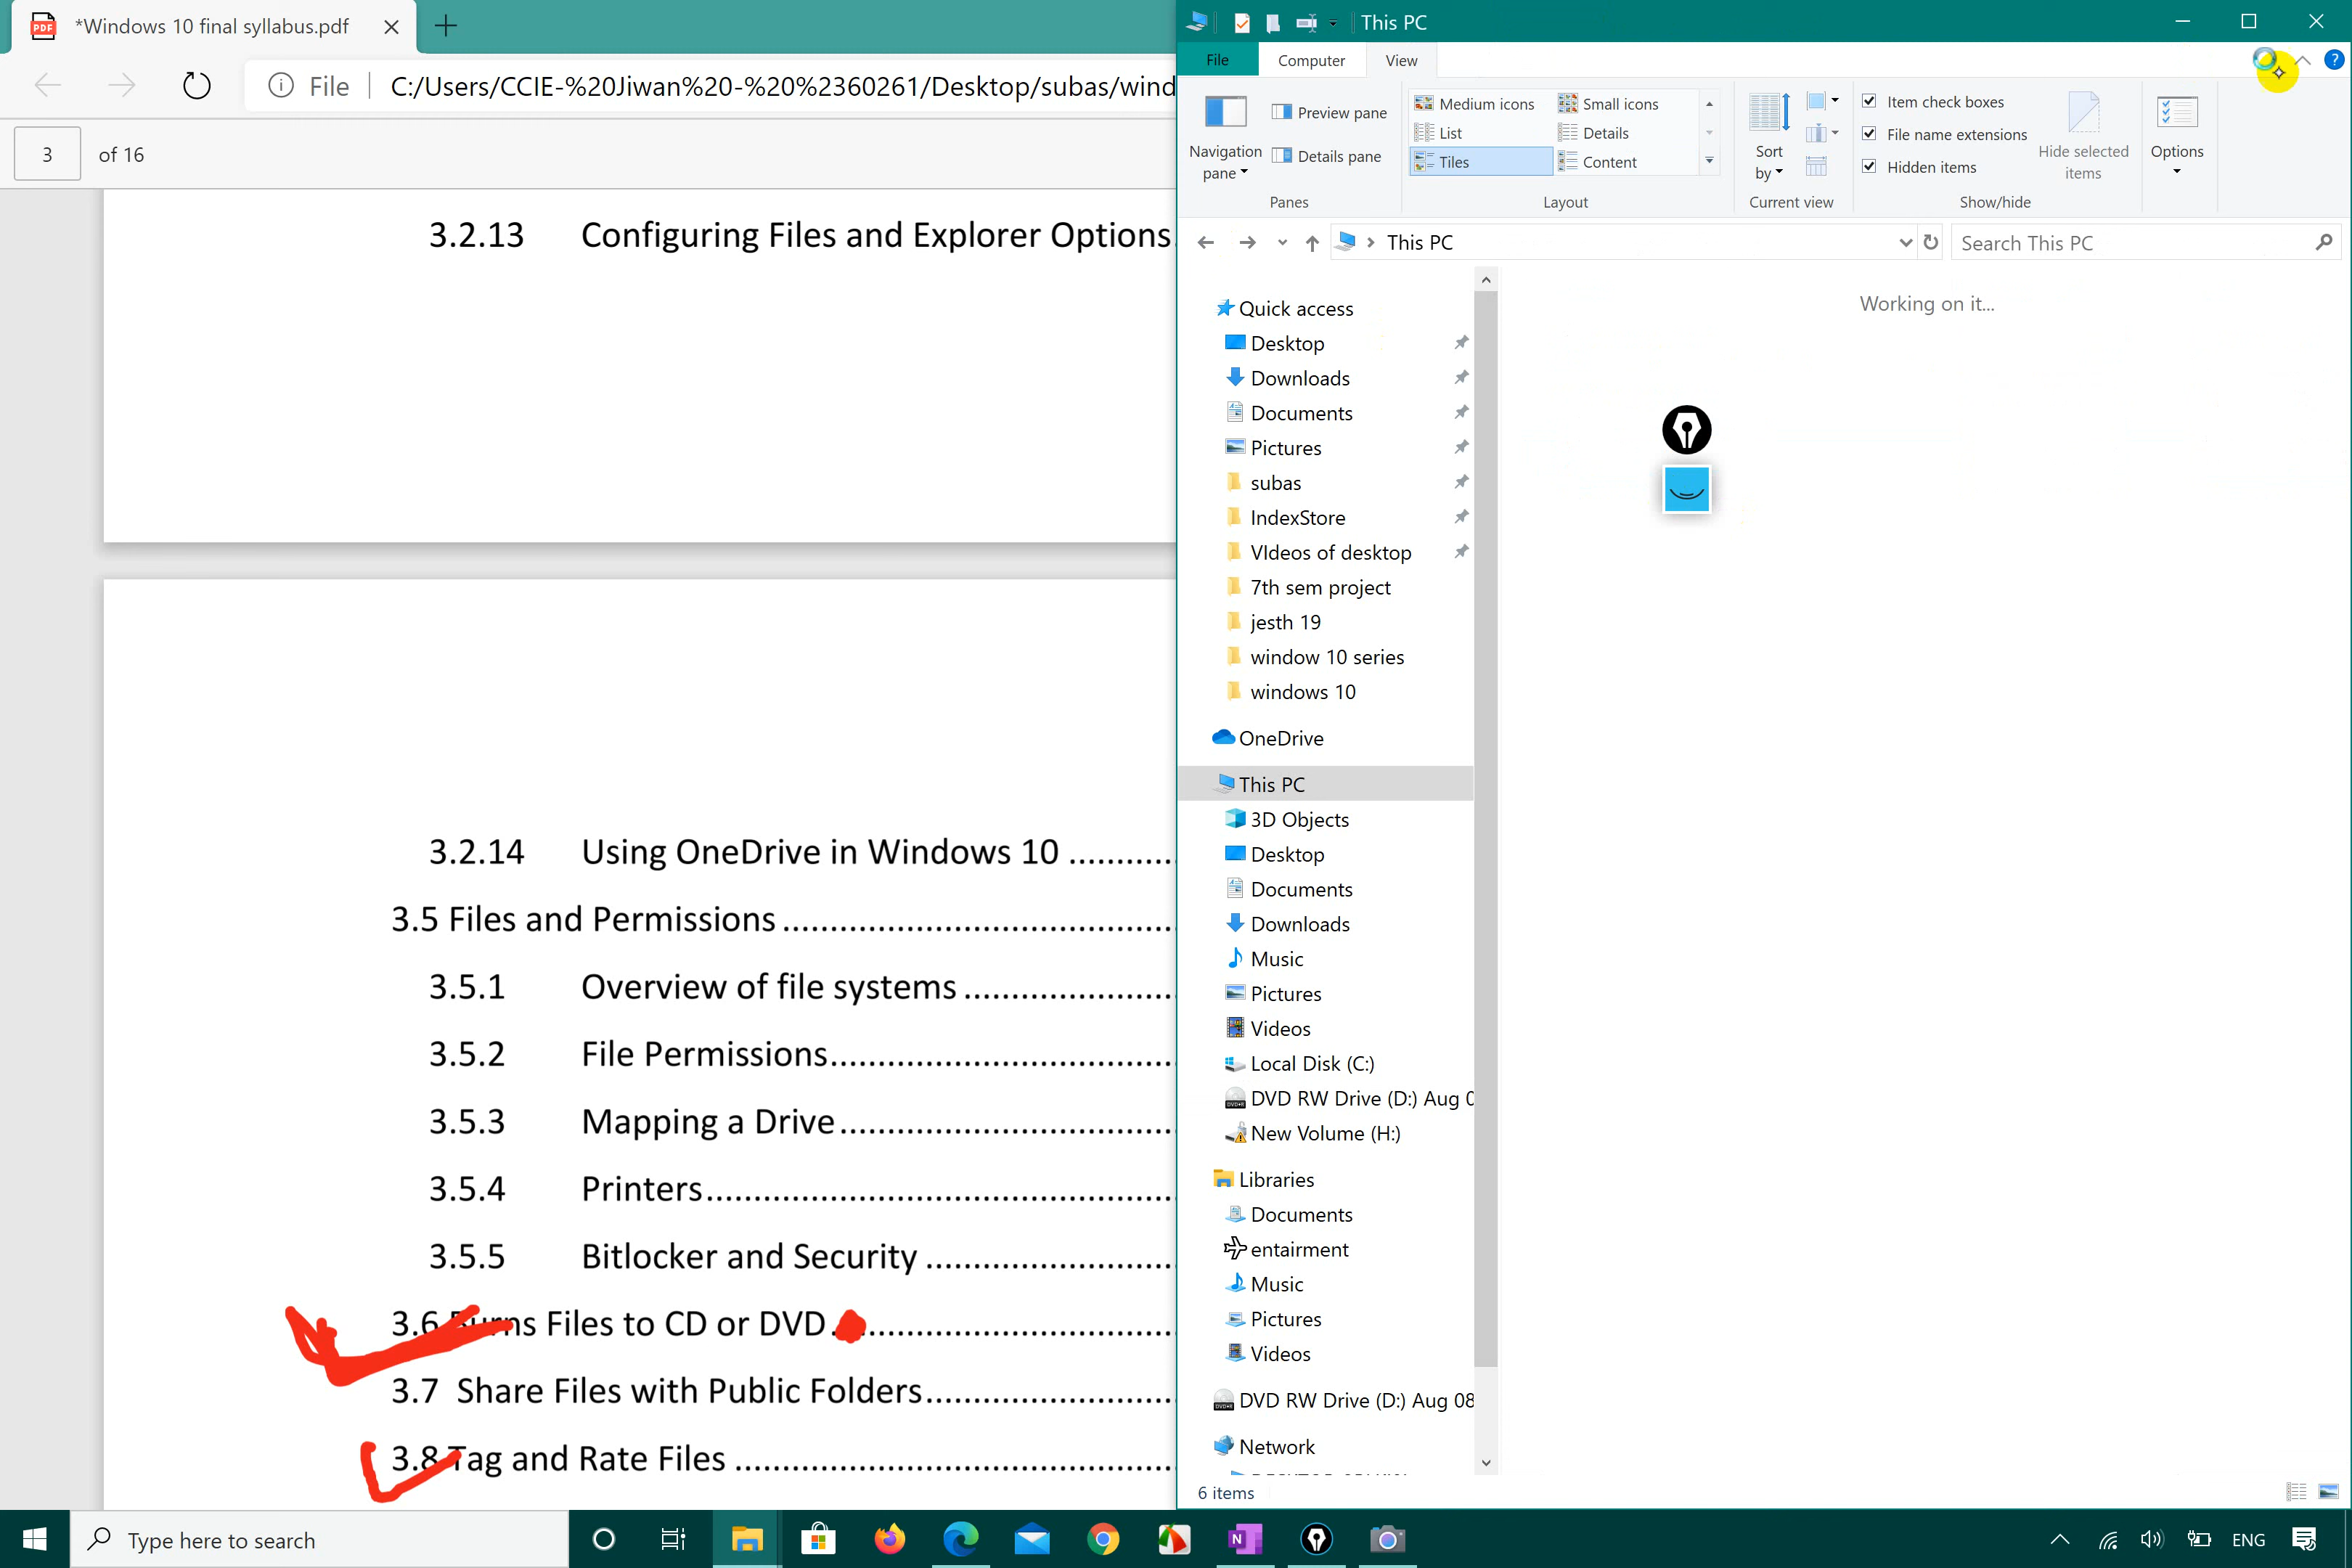 *Windows 10 final syllabus.pdf
File
C:/Users/CCIE-%20Jiwan%20-%20%2360261/Desktop/subas/wind
3 of 16
3.2.13 Configuring Files and Explorer Options.
3.2.14 Using OneDrive in Windows 10 ...........
3.5 Files and Permissions .....................................
3.5.1 Overview of file systems ....................
3.5.2 File Permissions.................................
3.5.3 Mapping a Drive................................
3.5.4 Printers............................................
3.5.5 Bitlocker and Security .......................
3.6 Burns Files to CD or DVD.................................
3.7 Share Files with Public Folders........................
3.8 Tag and Rate Files .........................................
This PC
File
Computer
View
Navigation pane
Preview pane
Details pane
Panes
Medium icons
Small icons
List
Details
Tiles
Content
Layout
Sort by
Current view
Item check boxes
File name extensions
Hidden items
Hide selected items
Show/hide
Options
This PC
Search This PC
Quick access
Desktop
Downloads
Documents
Pictures
subas
IndexStore
VIdeos of desktop
7th sem project
jesth 19
window 10 series
windows 10
OneDrive
This PC
3D Objects
Desktop
Documents
Downloads
Music
Pictures
Videos
Local Disk (C:)
DVD RW Drive (D:) Aug 0
New Volume (H:)
Libraries
Documents
entairment
Music
Pictures
Videos
DVD RW Drive (D:) Aug 08
Network
Working on it...
6 items
Type here to search
ENG